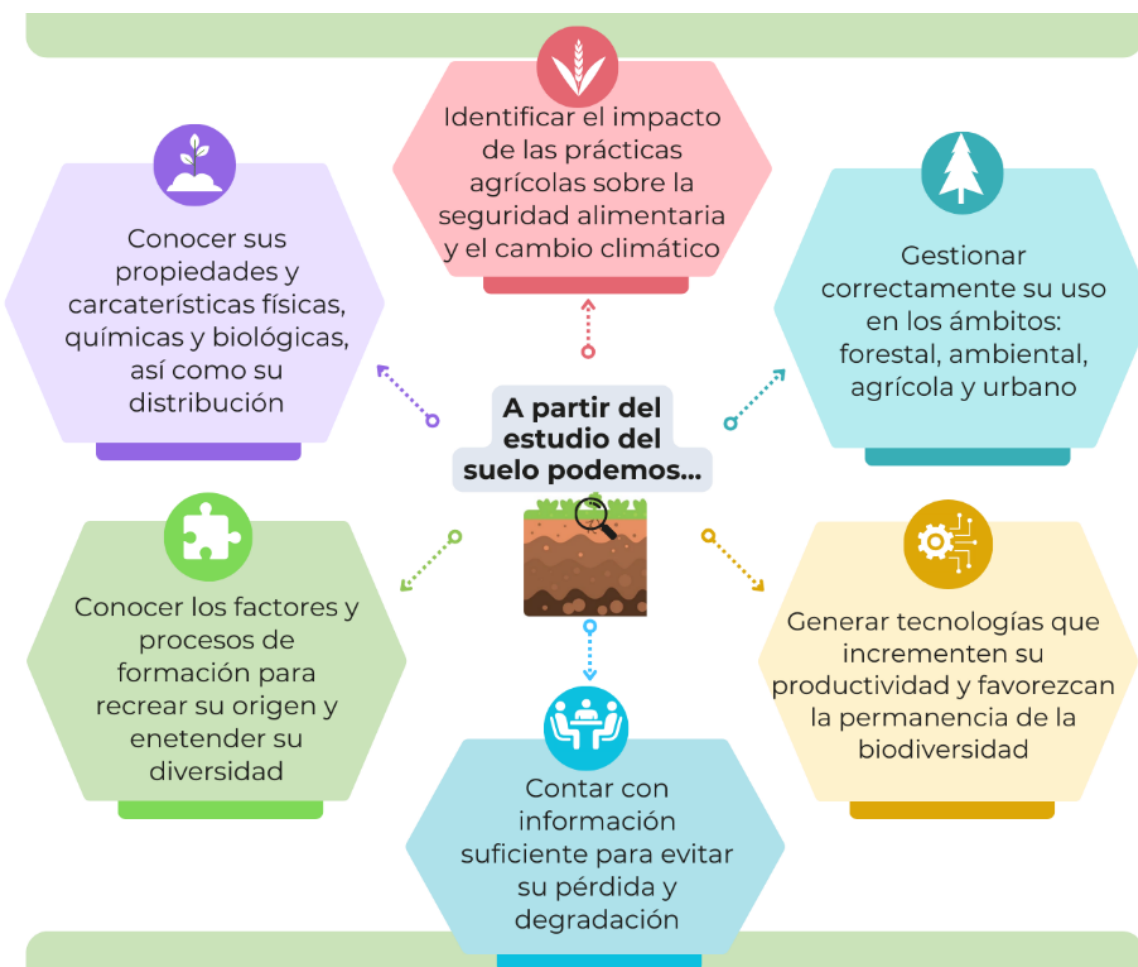 A partir del
estudio del
suelo podemos...
Identificar el impacto
de las prácticas
agrícolas sobre la
seguridad alimentaria
y el cambio climático
Gestionar
correctamente su uso
en los ámbitos:
forestal, ambiental,
agrícola y urbano
Generar tecnologías que
incrementen su
productividad y favorezcan
la permanencia de la
biodiversidad
Contar con
información
suficiente para evitar
su pérdida y
degradación
Conocer los factores y
procesos de
formación para
recrear su origen y
enetender su
diversidad
Conocer sus
propiedades y
carcaterísticas físicas,
químicas y biológicas,
así como su
distribución